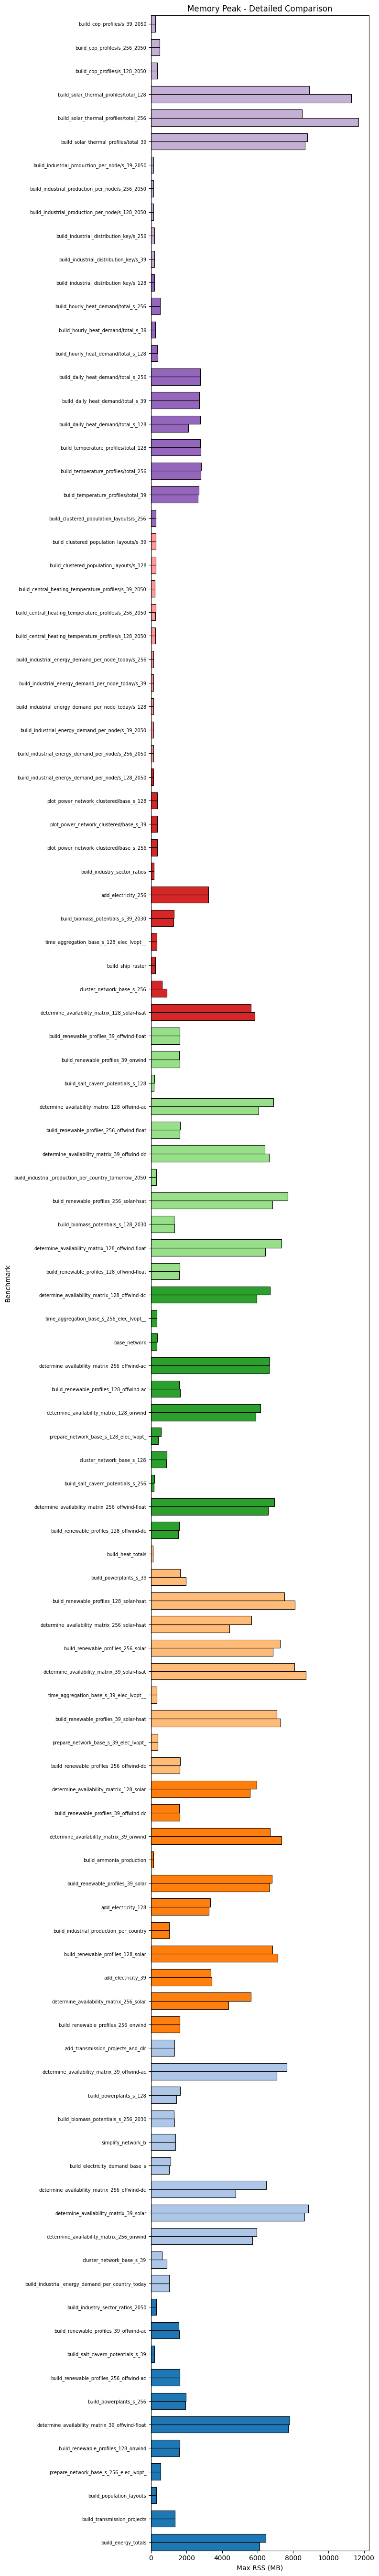 Memory Peak - Detailed Comparison
build_cop_profiles/s_39_2050
build_cop_profiles/s_256_2050
build_cop_profiles/s_128_2050
build_solar_thermal_profiles/total_128
build_solar_thermal_profiles/total_256
build_solar_thermal_profiles/total_39
build_industrial_production_per_node/s_39_2050
build_industrial_production_per_node/s_256_2050
build_industrial_production_per_node/s_128_2050
build_industrial_distribution_key/s_256
build_industrial_distribution_key/s_39
build_industrial_distribution_key/s_128
build_hourly_heat_demand/total_s_256
build_hourly_heat_demand/total_s_39
build_hourly_heat_demand/total_s_128
build_daily_heat_demand/total_s_256
build_daily_heat_demand/total_s_39
build_daily_heat_demand/total_s_128
build_temperature_profiles/total_128
build_temperature_profiles/total_256
build_temperature_profiles/total_39
build_clustered_population_layouts/s_256
build_clustered_population_layouts/s_39
build_clustered_population_layouts/s_128
build_central_heating_temperature_profiles/s_39_2050
build_central_heating_temperature_profiles/s_256_2050
build_central_heating_temperature_profiles/s_128_2050
build_industrial_energy_demand_per_node_today/s_256
build_industrial_energy_demand_per_node_today/s_39
build_industrial_energy_demand_per_node_today/s_128
build_industrial_energy_demand_per_node/s_39_2050
build_industrial_energy_demand_per_node/s_256_2050
build_industrial_energy_demand_per_node/s_128_2050
plot_power_network_clustered/base_s_128
plot_power_network_clustered/base_s_39
plot_power_network_clustered/base_s_256
build_industry_sector_ratios
add_electricity_256
build_biomass_potentials_s_39_2030
time_aggregation_base_s_128_elec_lvopt__
build_ship_raster
cluster_network_base_s_256
determine_availability_matrix_128_solar-hsat
build_renewable_profiles_39_offwind-float
build_renewable_profiles_39_onwind
build_salt_cavern_potentials_s_128
determine_availability_matrix_128_offwind-ac
build_renewable_profiles_256_offwind-float
determine_availability_matrix_39_offwind-dc
build_industrial_production_per_country_tomorrow_2050
build_renewable_profiles_256_solar-hsat
build_biomass_potentials_s_128_2030
determine_availability_matrix_128_offwind-float
build_renewable_profiles_128_offwind-float
determine_availability_matrix_128_offwind-dc
time_aggregation_base_s_256_elec_lvopt__
base_network
determine_availability_matrix_256_offwind-ac
build_renewable_profiles_128_offwind-ac
determine_availability_matrix_128_onwind
prepare_network_base_s_128_elec_lvopt_
cluster_network_base_s_128
build_salt_cavern_potentials_s_256
determine_availability_matrix_256_offwind-float
build_renewable_profiles_128_offwind-dc
build_heat_totals
build_powerplants_s_39
build_renewable_profiles_128_solar-hsat
determine_availability_matrix_256_solar-hsat
build_renewable_profiles_256_solar
determine_availability_matrix_39_solar-hsat
time_aggregation_base_s_39_elec_lvopt__
build_renewable_profiles_39_solar-hsat
prepare_network_base_s_39_elec_lvopt_
build_renewable_profiles_256_offwind-dc
determine_availability_matrix_128_solar
build_renewable_profiles_39_offwind-dc
determine_availability_matrix_39_onwind
build_ammonia_production
build_renewable_profiles_39_solar
add_electricity_128
build_industrial_production_per_country
build_renewable_profiles_128_solar
add_electricity_39
determine_availability_matrix_256_solar
build_renewable_profiles_256_onwind
add_transmission_projects_and_dlr
determine_availability_matrix_39_offwind-ac
build_powerplants_s_128
build_biomass_potentials_s_256_2030
simplify_network_b
build_electricity_demand_base_s
determine_availability_matrix_256_offwind-dc
determine_availability_matrix_39_solar
determine_availability_matrix_256_onwind
cluster_network_base_s_39
build_industrial_energy_demand_per_country_today
build_industry_sector_ratios_2050
build_renewable_profiles_39_offwind-ac
build_salt_cavern_potentials_s_39
build_renewable_profiles_256_offwind-ac
build_powerplants_s_256
determine_availability_matrix_39_offwind-float
build_renewable_profiles_128_onwind
prepare_network_base_s_256_elec_lvopt_
build_population_layouts
build_transmission_projects
build_energy_totals
Benchmark
0 2000 4000 6000 8000 10000 12000
Max RSS (MB)